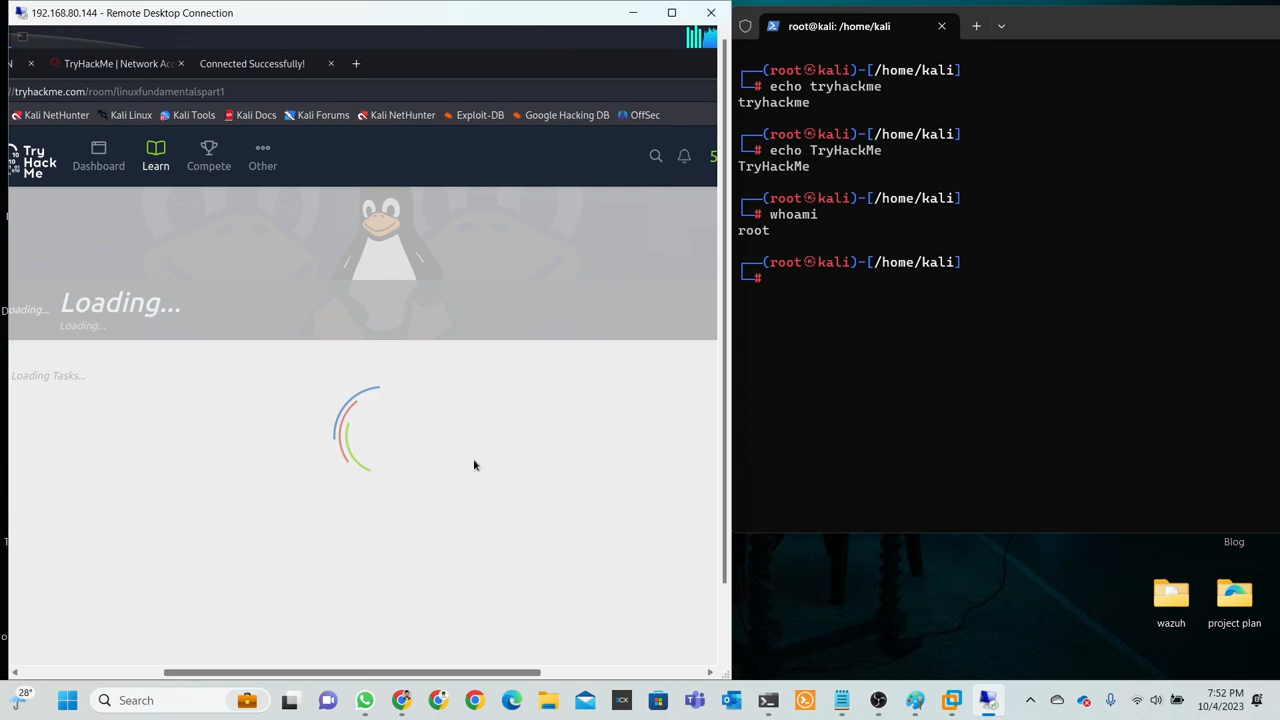 192.168.80.144 - Remote Desktop Connection
N
TryHackMe | Network Acc
Connected Successfully!
//tryhackme.com/room/linuxfundamentalspart1
Kali NetHunter
Kali Linux
Kali Tools
Kali Docs
Kali Forums
Kali NetHunter
Exploit-DB
Google Hacking DB
OffSec
Try
Hack
Me
Dashboard
Learn
Compete
Other
5
oading...
Loading...
Loading...
Loading Tasks...
root@kali: /home/kali
(root㉿kali)-[/home/kali]
# echo tryhackme
tryhackme
(root㉿kali)-[/home/kali]
# echo TryHackMe
TryHackMe
(root㉿kali)-[/home/kali]
# whoami
root
(root㉿kali)-[/home/kali]
#
Blog
wazuh
project plan
28°
Search
7:52 PM
10/4/2023